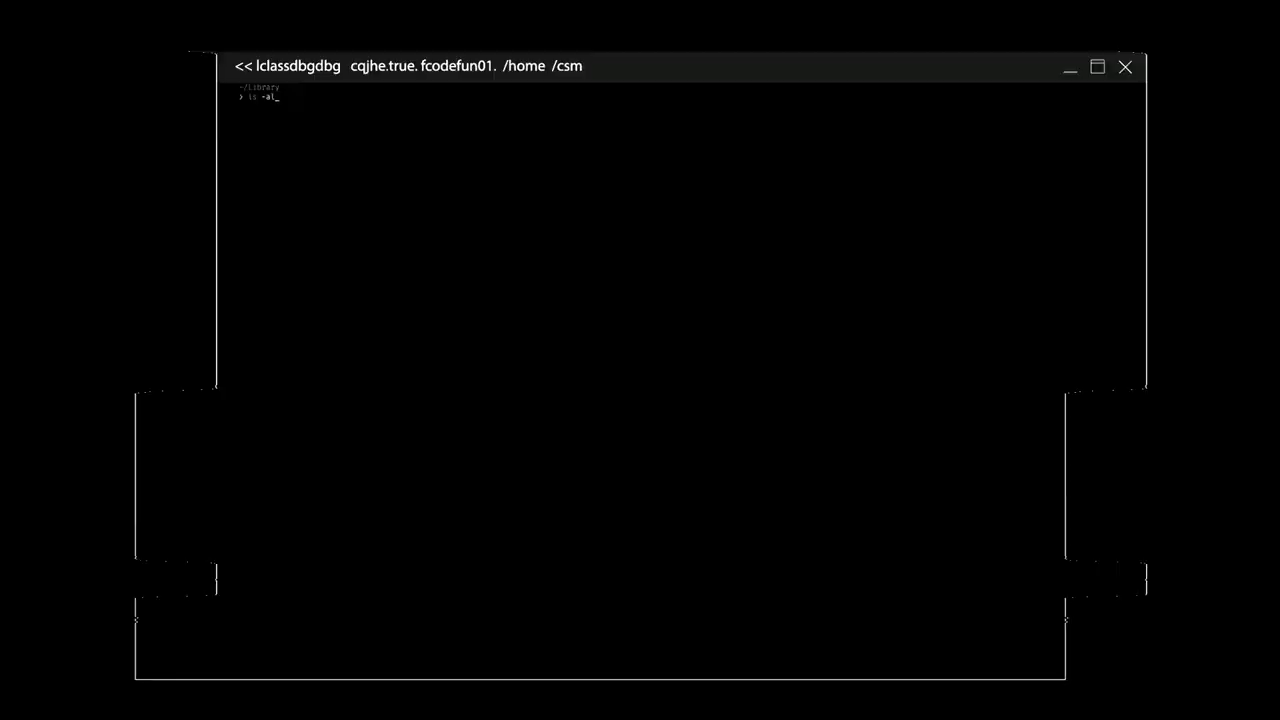 << lclassdbgdbg cqjhe.true. fcodefun01. /home /csm
~/Library
❯ ls -al_